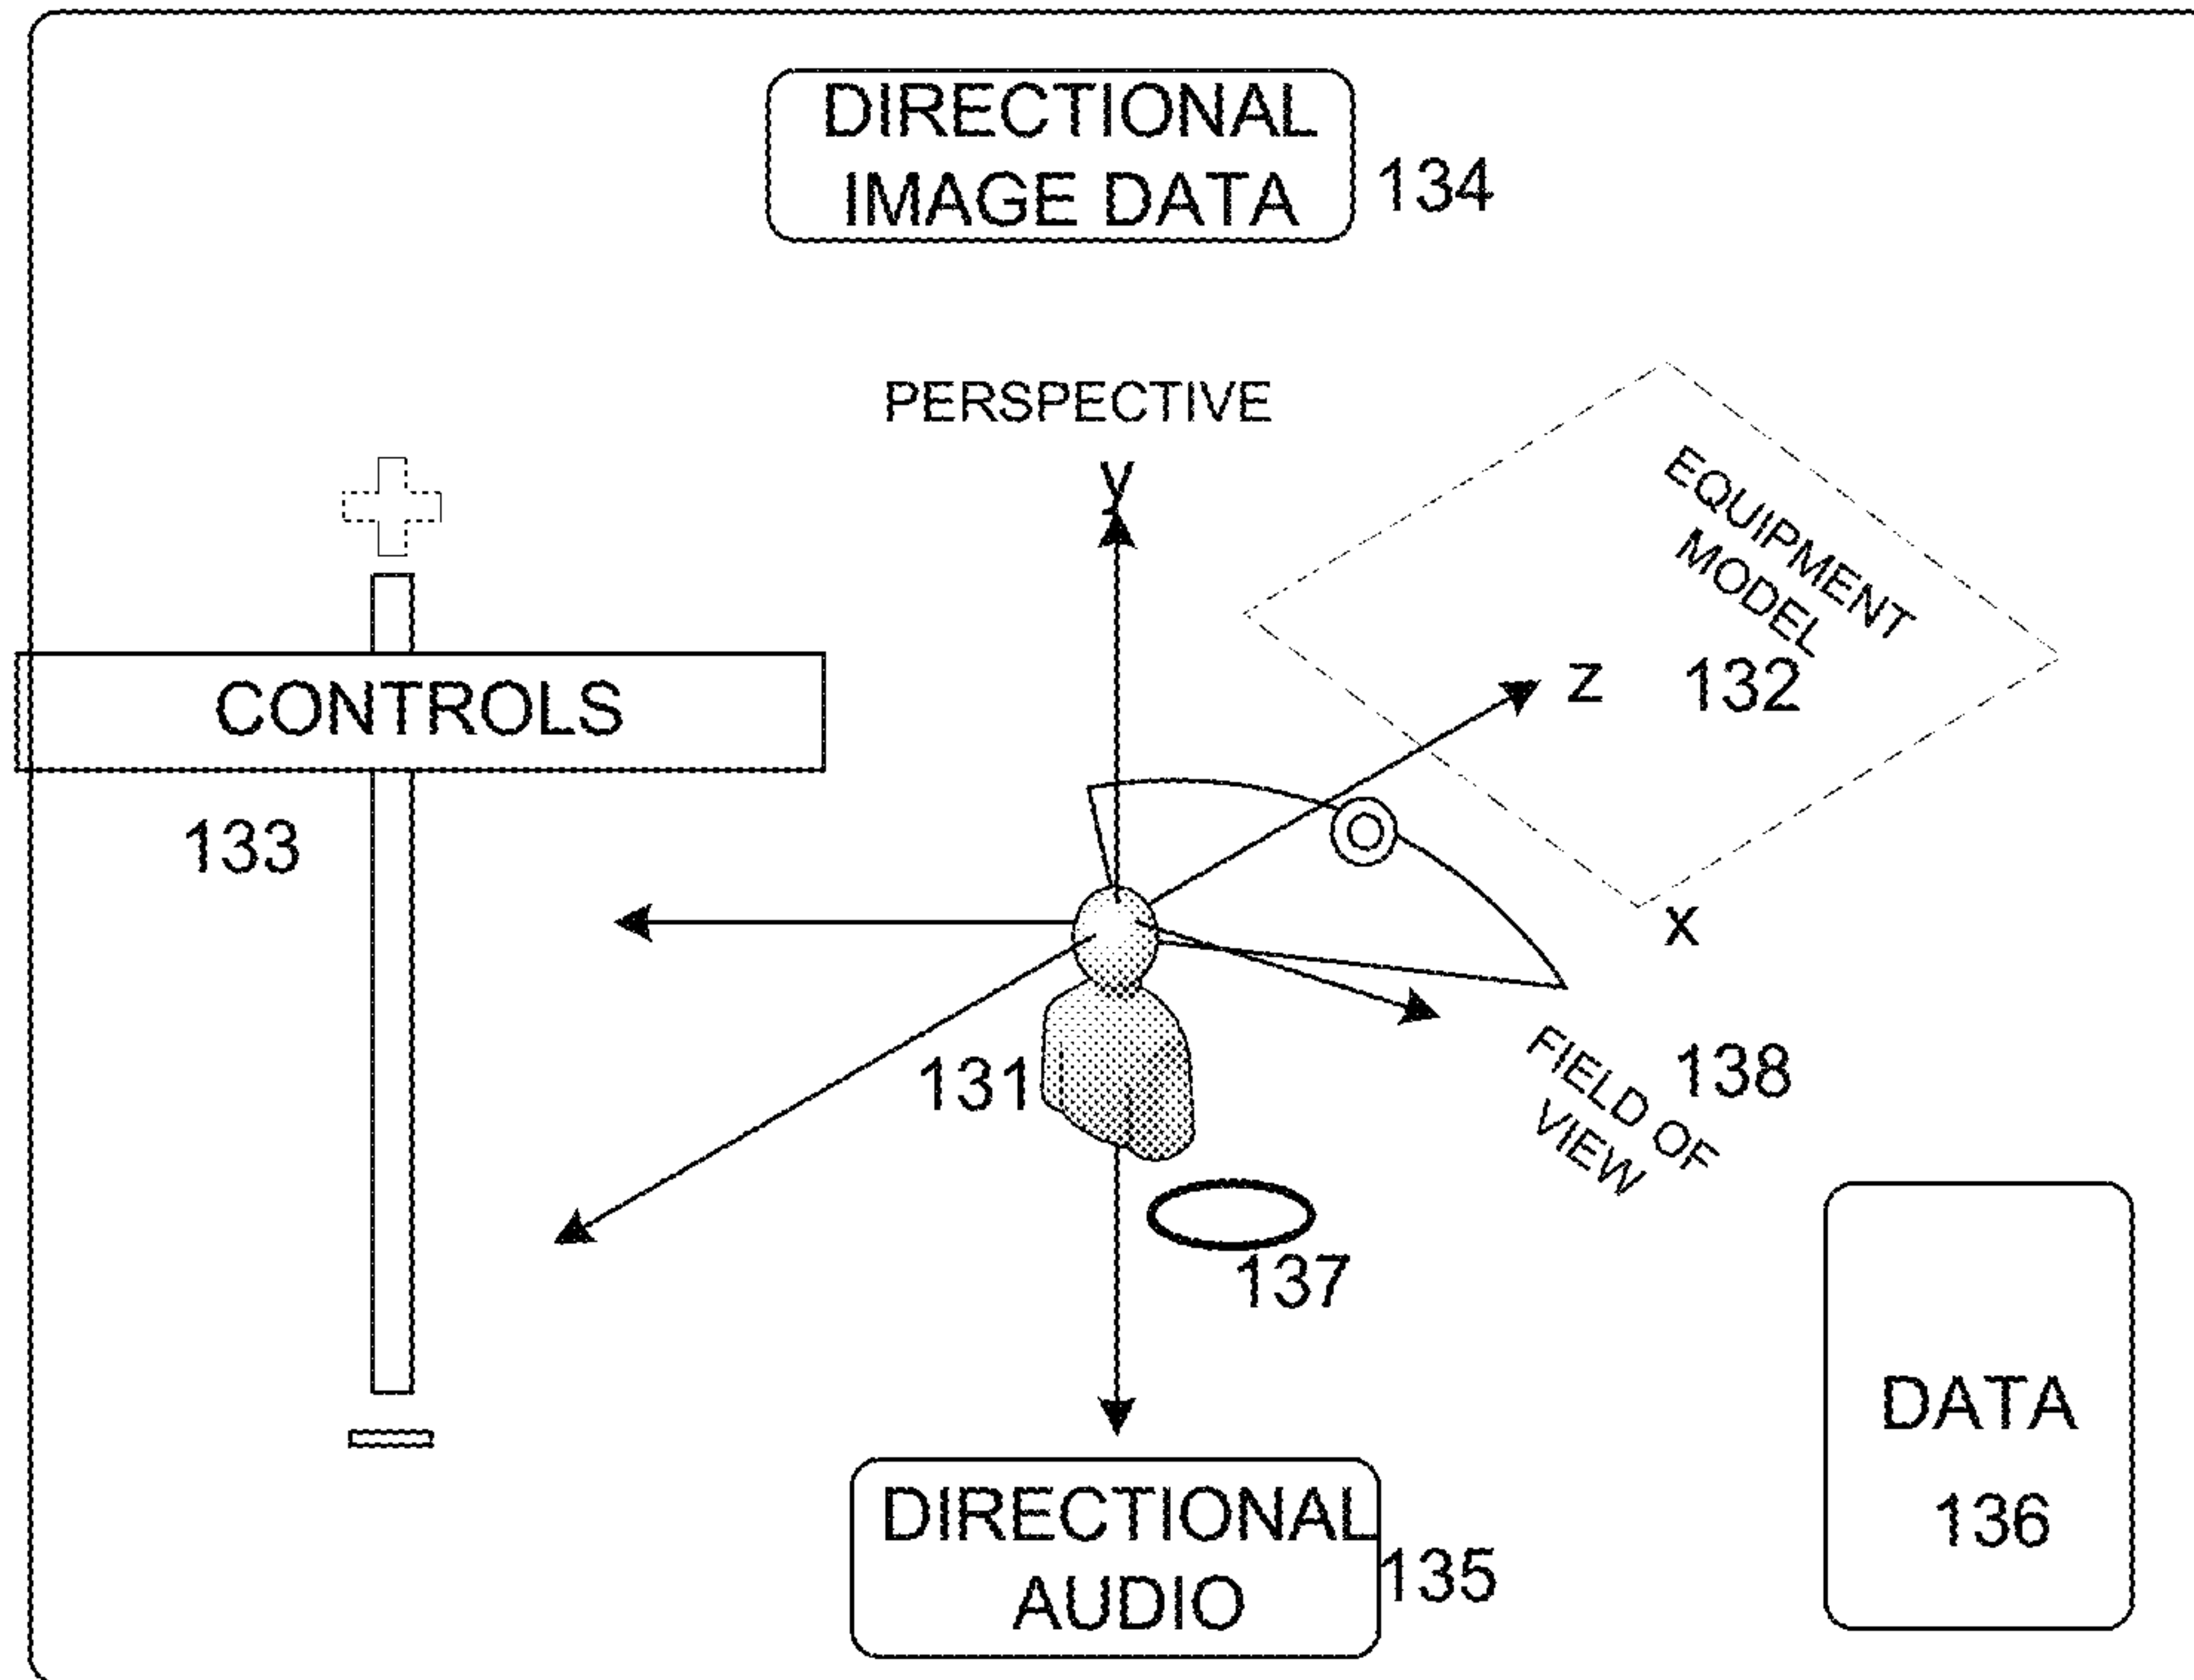 DIRECTIONAL
IMAGE DATA
134
PERSPECTIVE
y
EQUIPMENT
MODEL
132
z
CONTROLS
133
x
131
138
FIELD OF
VIEW
137
DATA
136
DIRECTIONAL
AUDIO
135